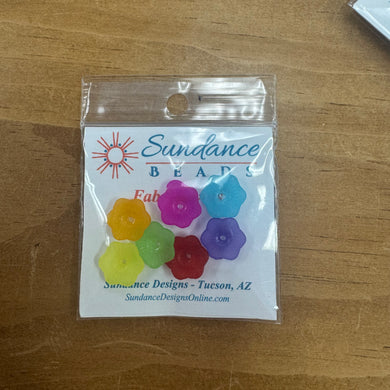 Sundance
BEADS
Sundance Designs - Tucson, AZ
SundanceDesignsOnline.com